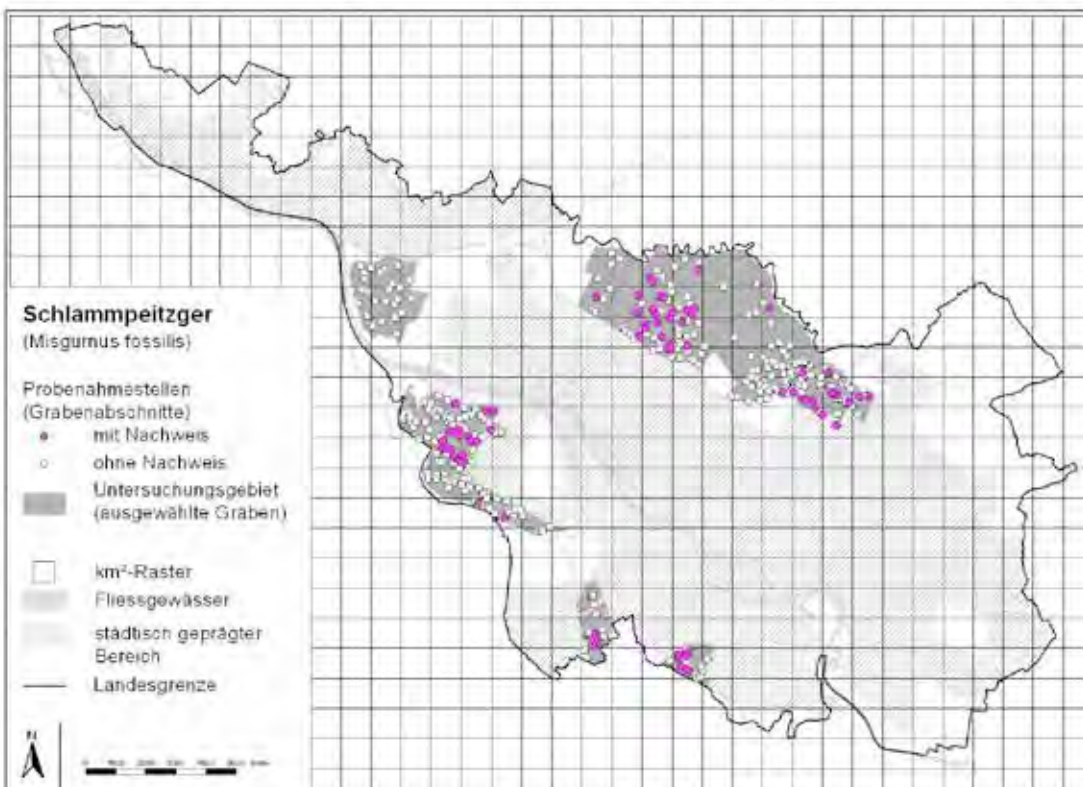 Schlammpeitzger
(Misgurnus fossilis)
Probenahmestellen
(Grabenabschnitte)
mit Nachweis
ohne Nachweis
Untersuchungsgebiet
(ausgewählte Gräben)
km²-Raster
Fliessgewässer
städtisch geprägter
Bereich
Landesgrenze
N
0